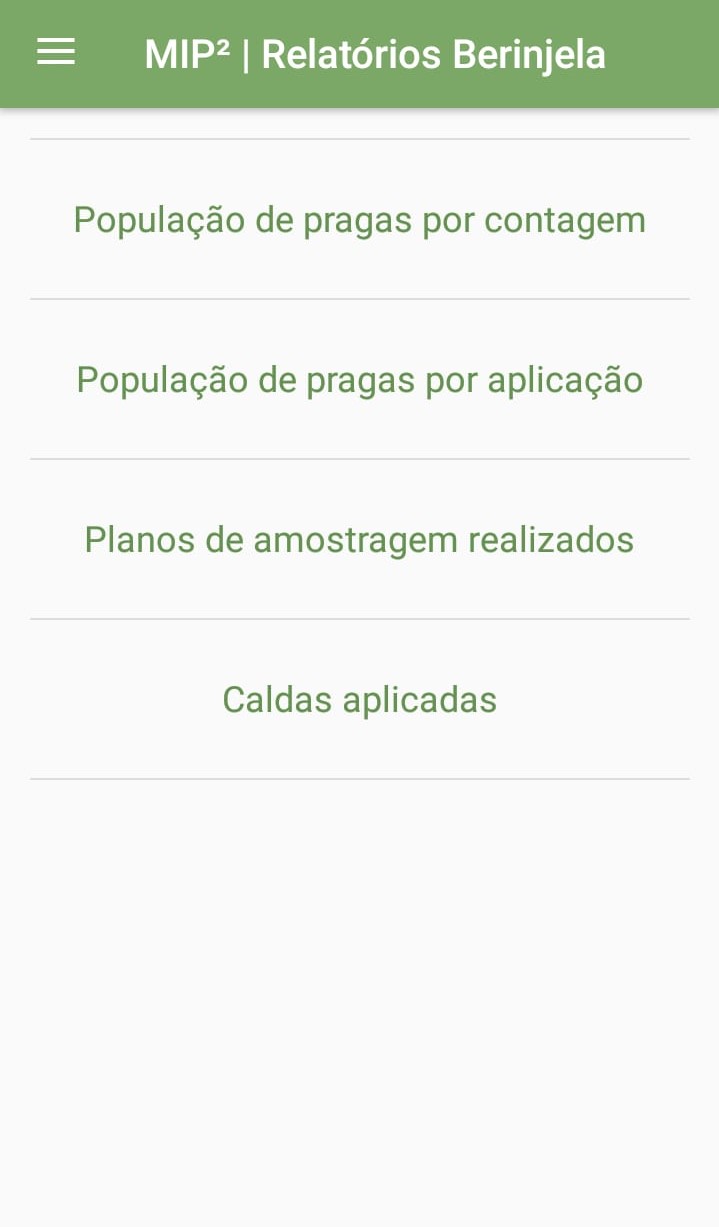 MIP² | Relatórios Berinjela
População de pragas por contagem
População de pragas por aplicação
Planos de amostragem realizados
Caldas aplicadas